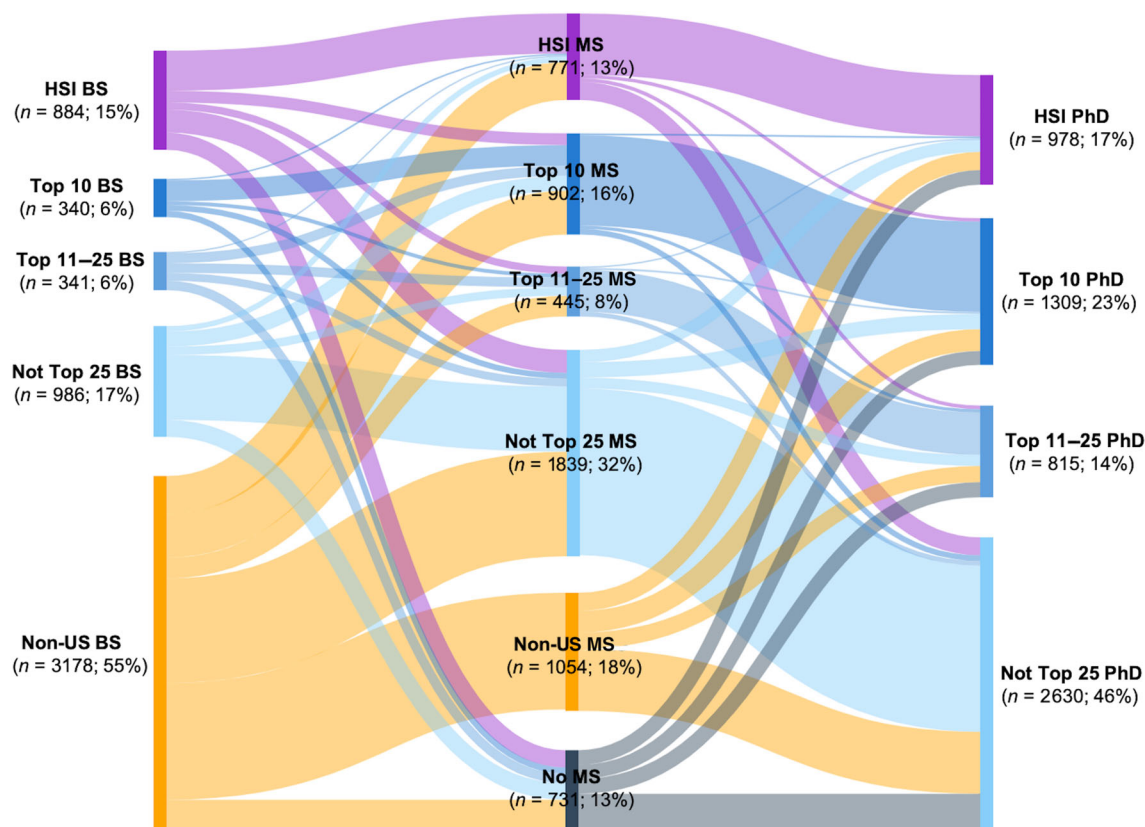 HSI BS
(n = 884; 15%)
Top 10 BS
(n = 340; 6%)
Top 11–25 BS
(n = 341; 6%)
Not Top 25 BS
(n = 986; 17%)
Non-US BS
(n = 3178; 55%)
HSI MS
(n = 771; 13%)
Top 10 MS
(n = 902; 16%)
Top 11–25 MS
(n = 445; 8%)
Not Top 25 MS
(n = 1839; 32%)
Non-US MS
(n = 1054; 18%)
No MS
(n = 731; 13%)
HSI PhD
(n = 978; 17%)
Top 10 PhD
(n = 1309; 23%)
Top 11–25 PhD
(n = 815; 14%)
Not Top 25 PhD
(n = 2630; 46%)